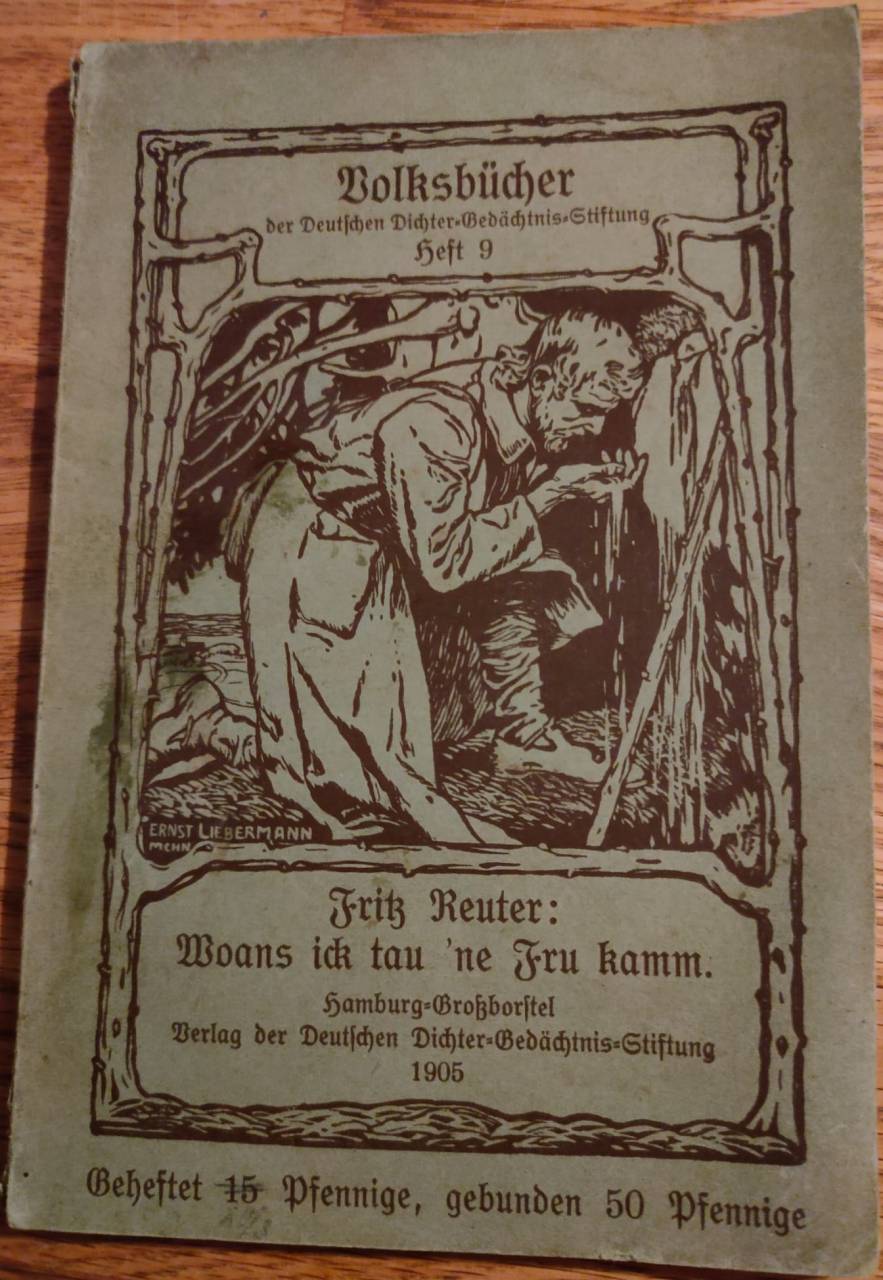 Volksbücher
der Deutschen Dichter-Gedächtnis-Stiftung
Heft 9
ERNST LIEBERMANN
MCHN
Fritz Reuter:
Woans ick tau 'ne Fru kamm.
Hamburg-Großborstel
Verlag der Deutschen Dichter-Gedächtnis-Stiftung
1905
Geheftet 15 Pfennige, gebunden 50 Pfennige